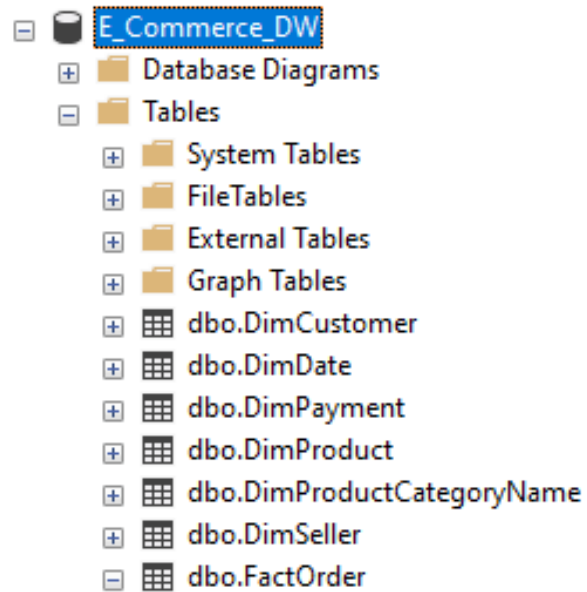 E_Commerce_DW
Database Diagrams
Tables
System Tables
FileTables
External Tables
Graph Tables
dbo.DimCustomer
dbo.DimDate
dbo.DimPayment
dbo.DimProduct
dbo.DimProductCategoryName
dbo.DimSeller
dbo.FactOrder